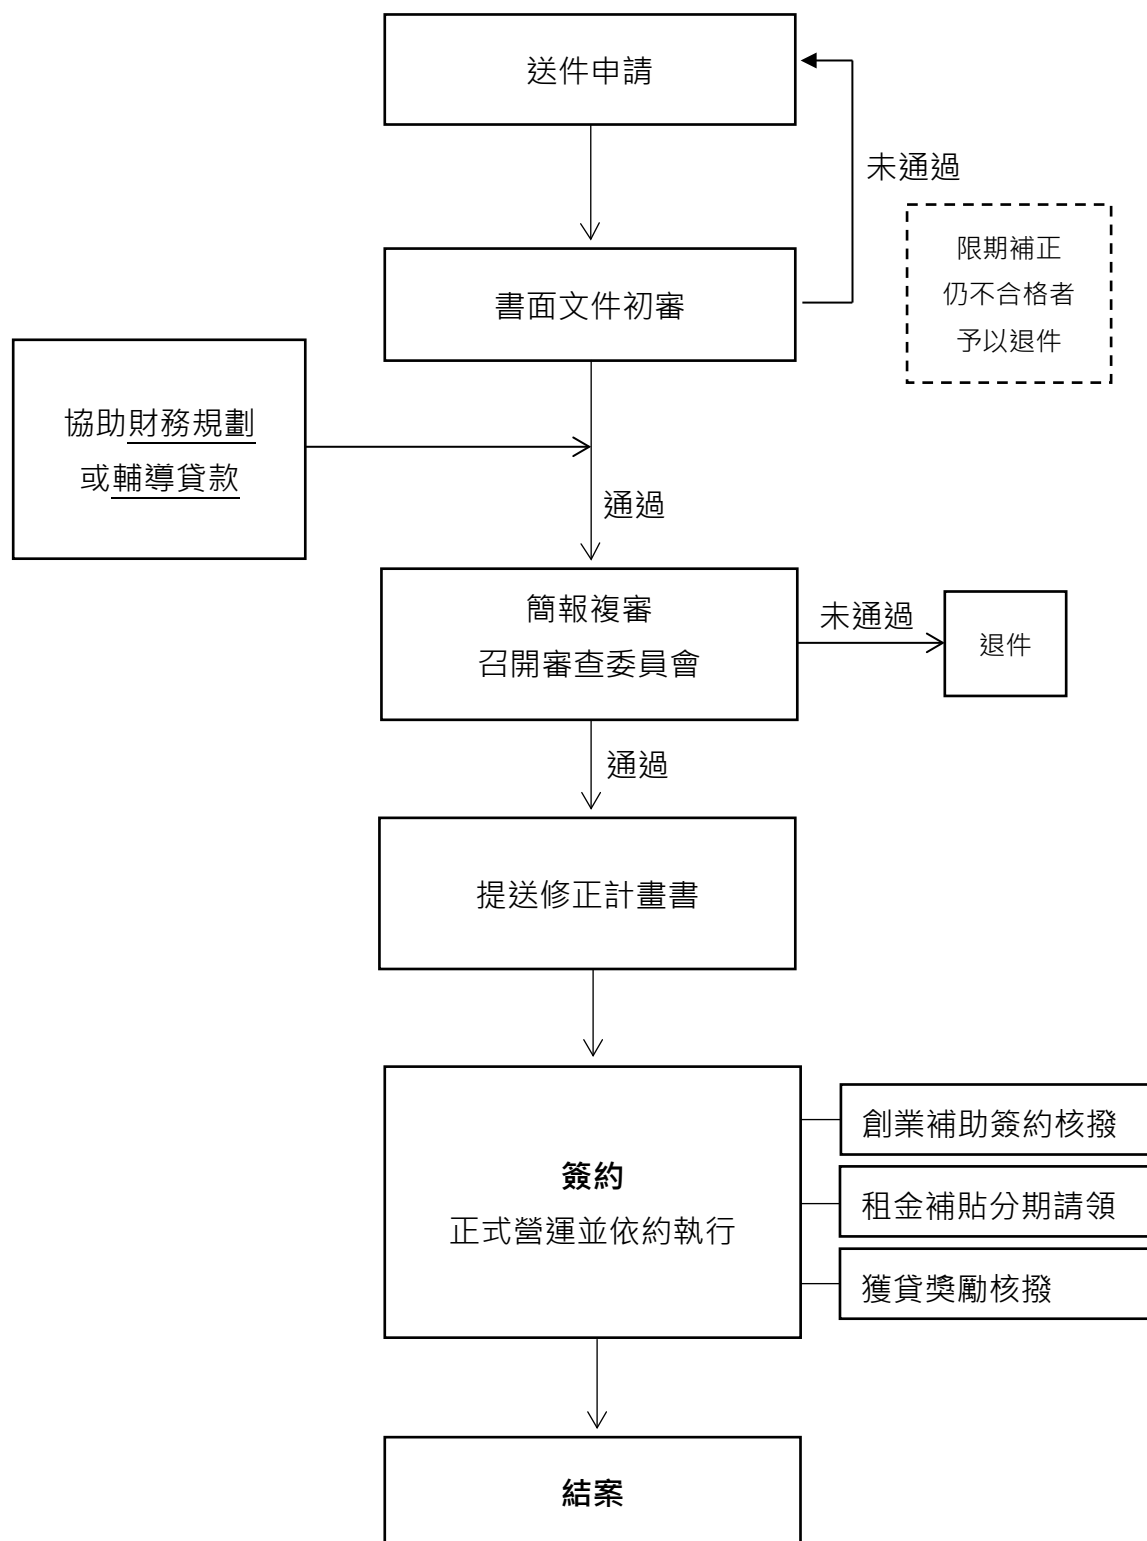 送件申請
未通過
限期補正
仍不合格者
予以退件
書面文件初審
協助財務規劃
或輔導貸款
通過
簡報複審
召開審查委員會
未通過
退件
通過
提送修正計畫書
簽約
正式營運並依約執行
創業補助簽約核撥
租金補貼分期請領
獲貸獎勵核撥
結案